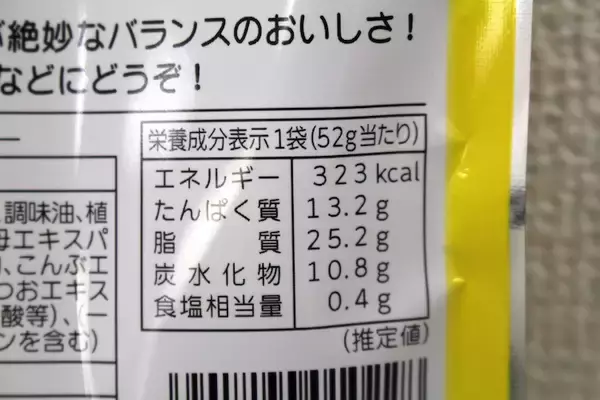 絶妙なバランスのおいしさ！
などにどうぞ！
栄養成分表示1袋(52g当たり)
エネルギー 323kcal
たんぱく質 13.2g
脂質 25.2g
炭水化物 10.8g
食塩相当量 0.4g
(推定値)
調味油、植
母エキスパ
、こんぶエ
つおエキス
酸等)、(一
ンを含む)